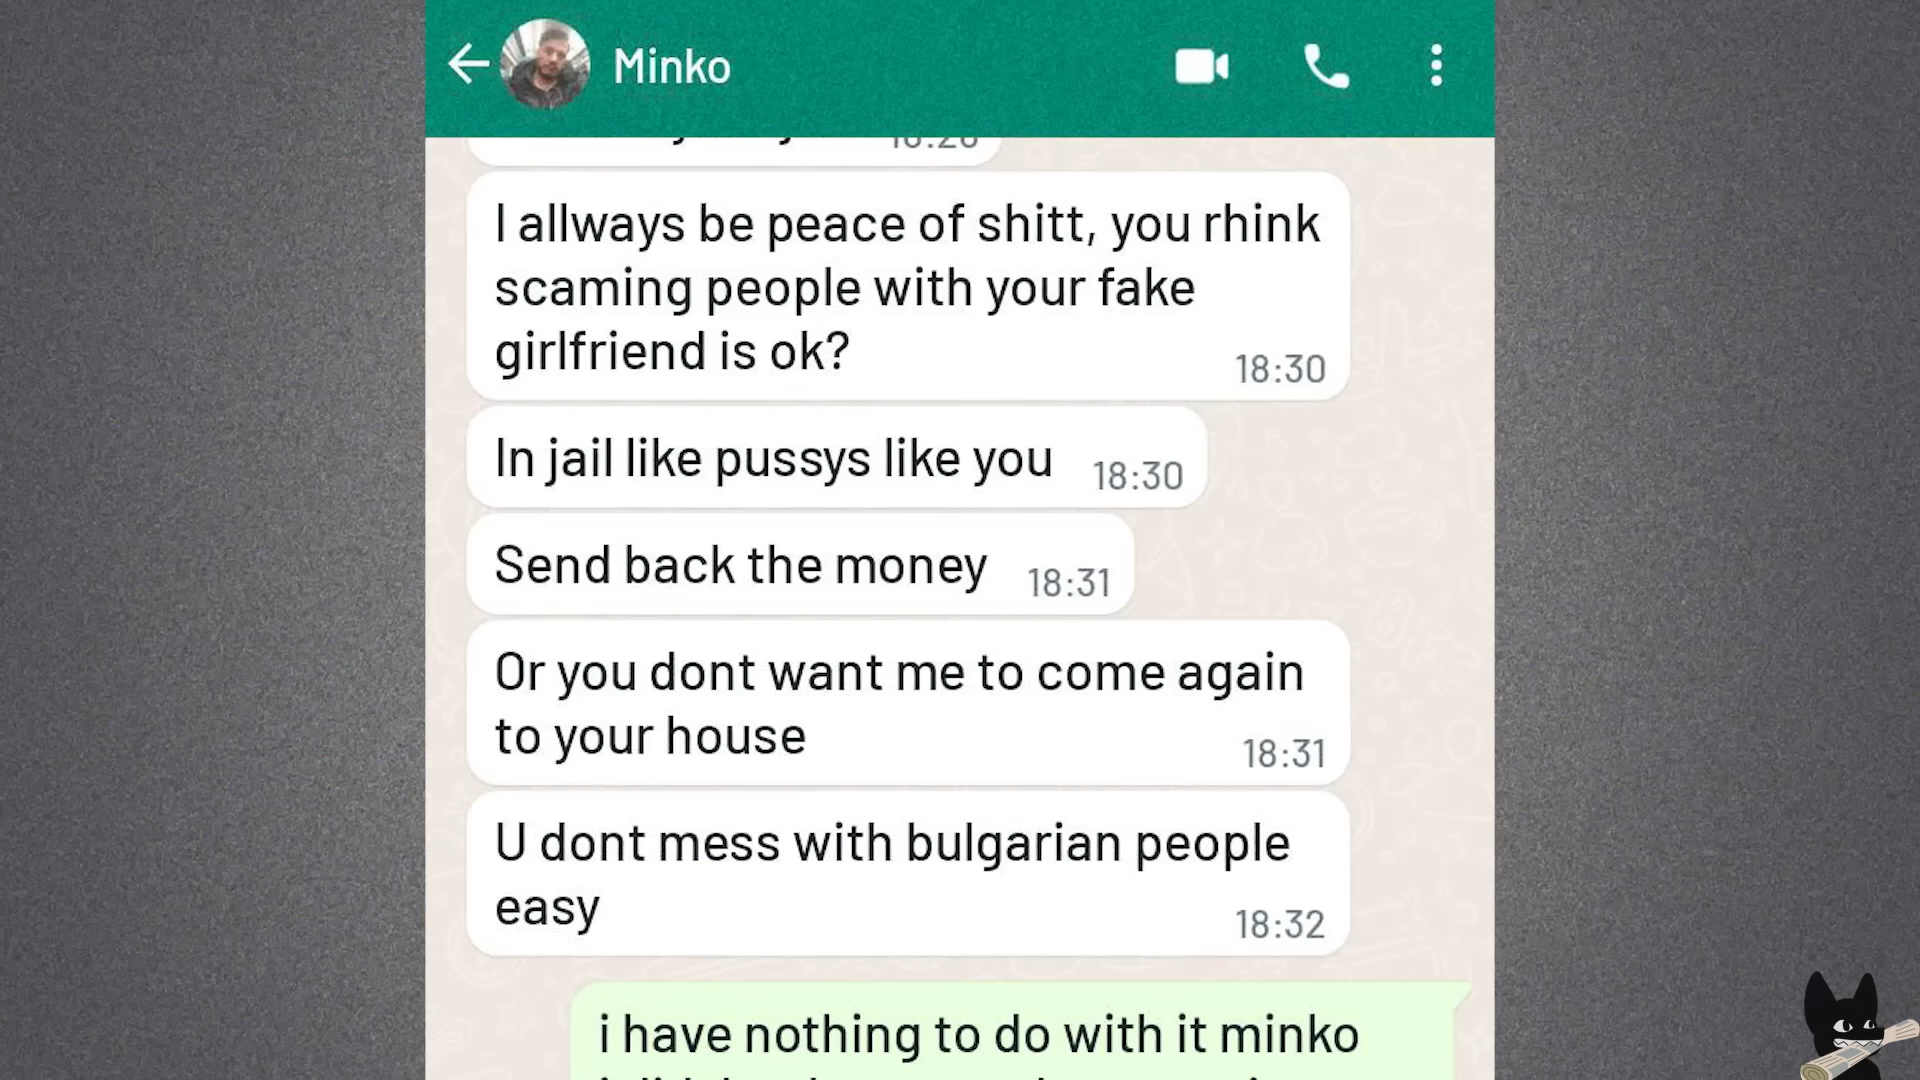 Minko
I allways be peace of shitt, you rhink
scaming people with your fake
girlfriend is ok?
18:30
In jail like pussys like you 18:30
Send back the money 18:31
Or you dont want me to come again
to your house
18:31
U dont mess with bulgarian people
easy
18:32
i have nothing to do with it minko